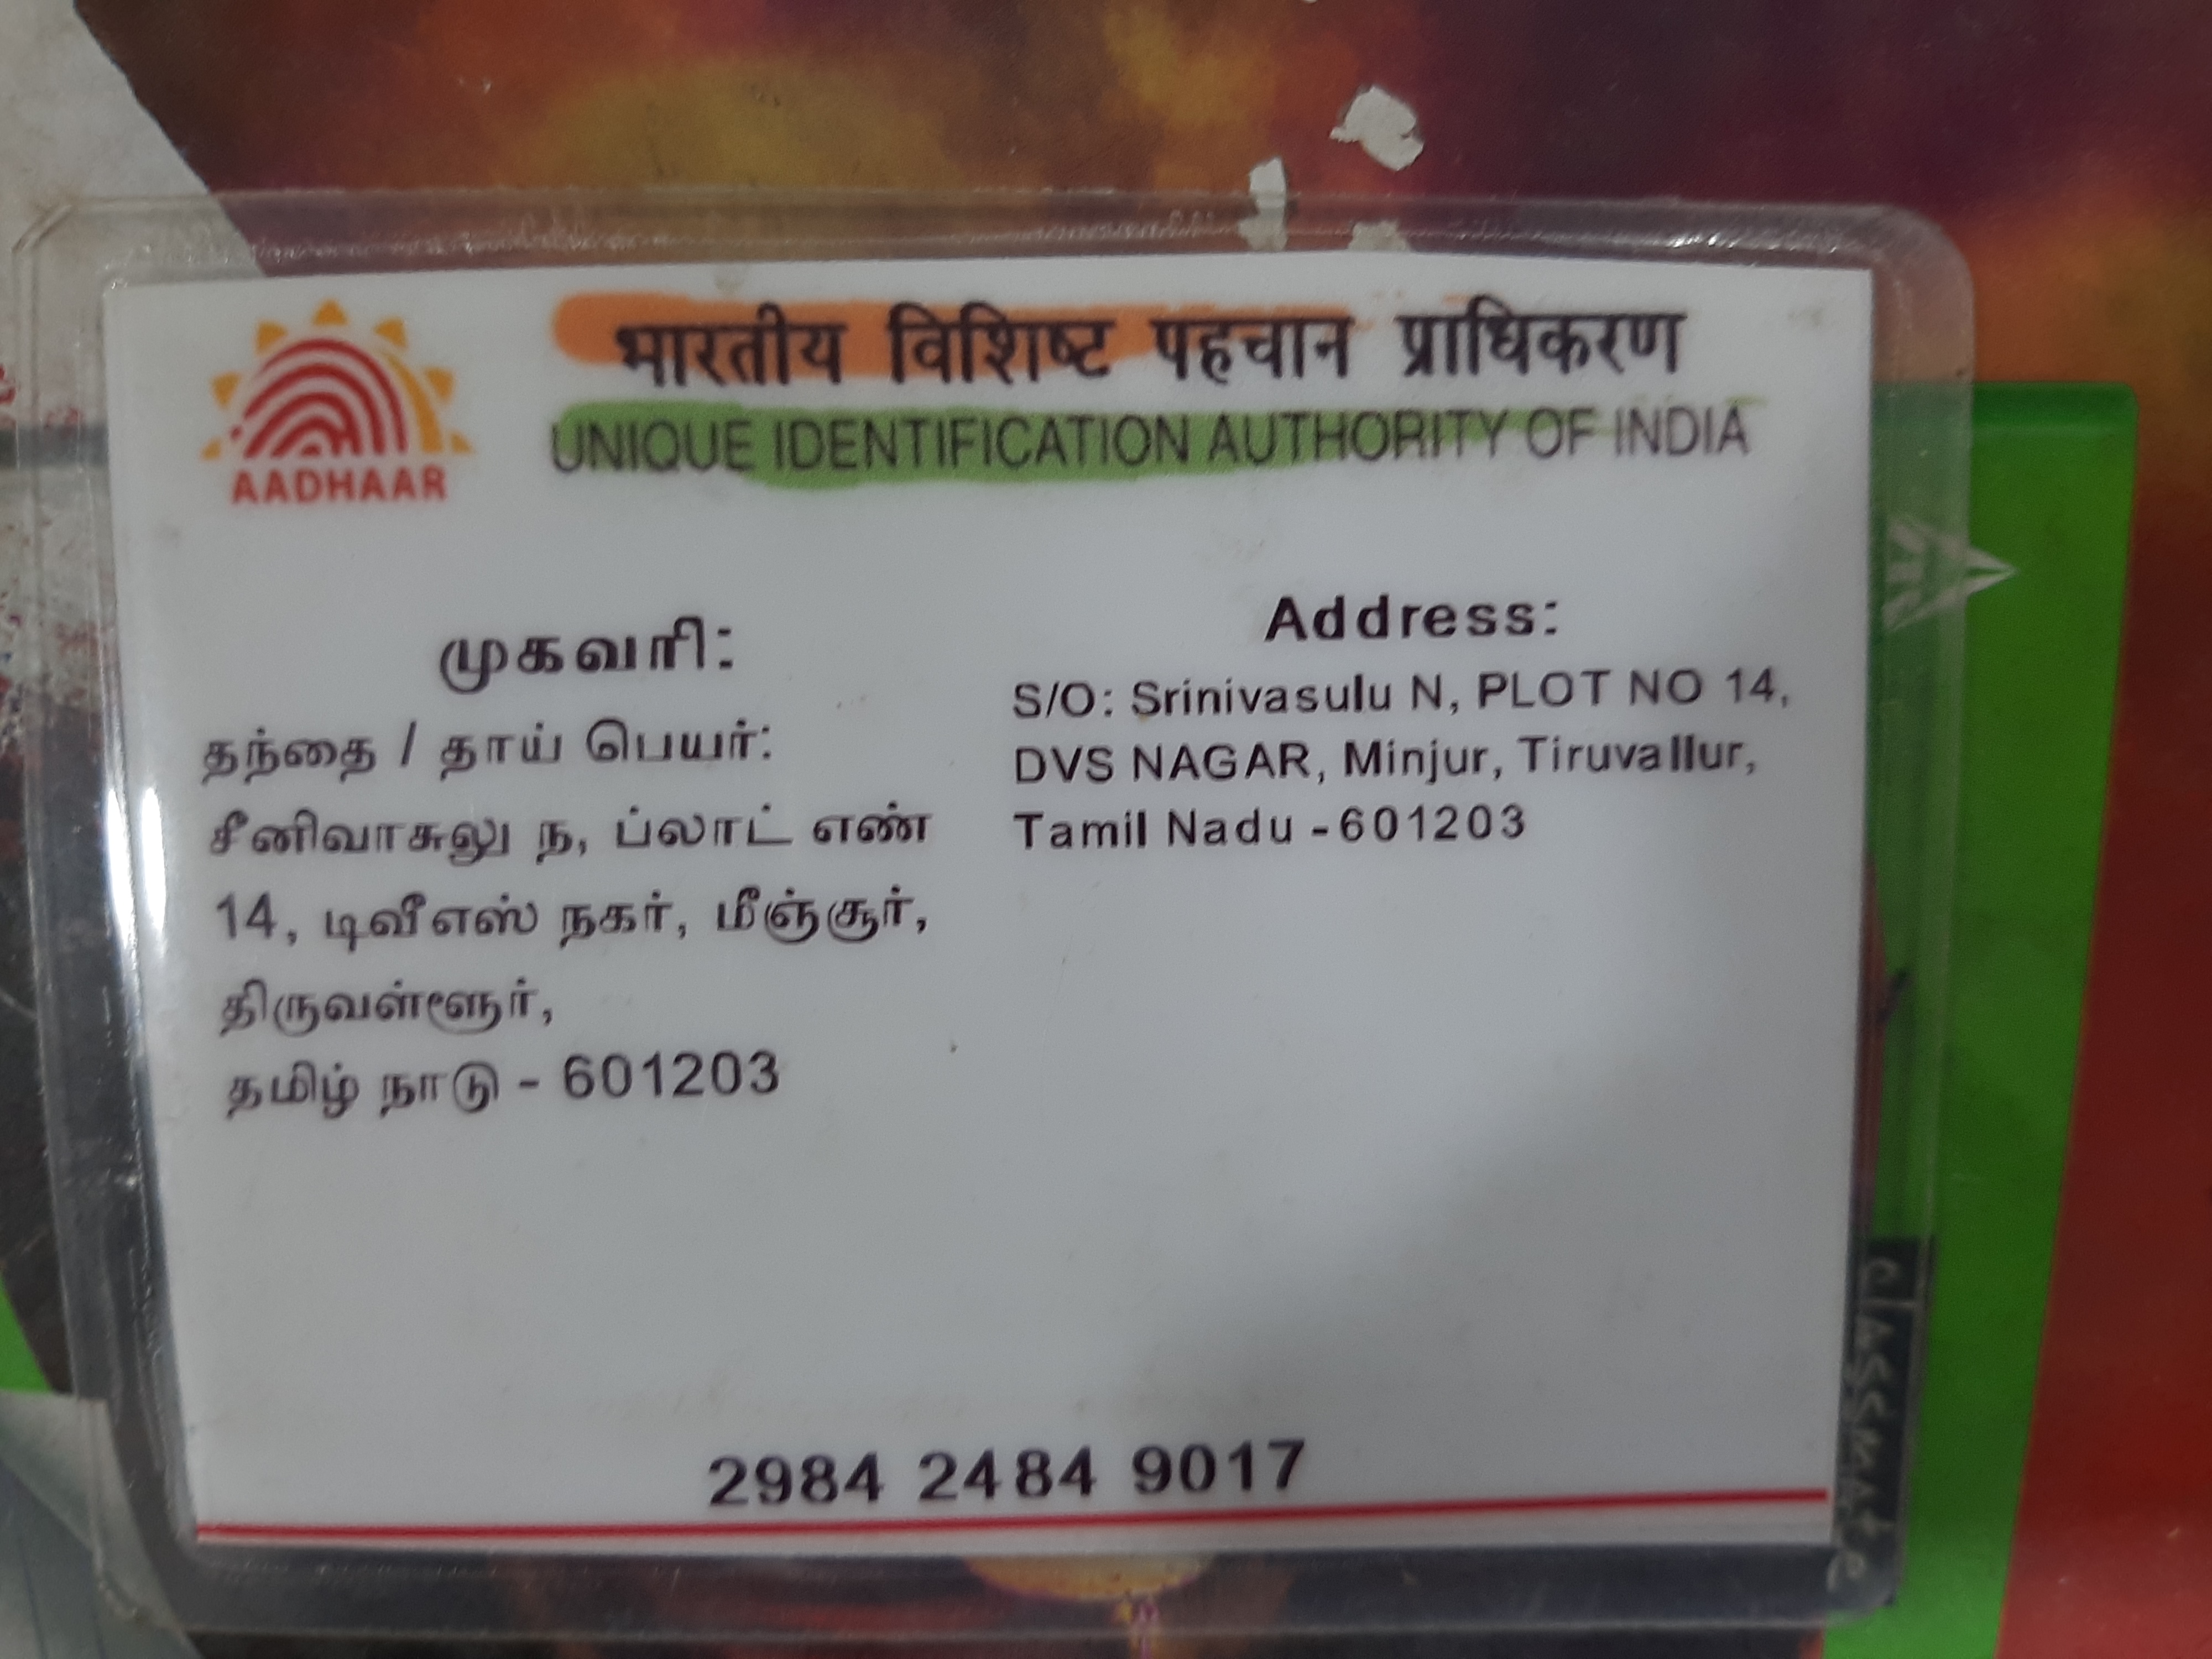 भारतीय विशिष्ट पहचान प्राधिकरण
UNIQUE IDENTIFICATION AUTHORITY OF INDIA
AADHAAR
முகவரி:
தந்தை / தாய் பெயர்:
சீனிவாசுலு ந, ப்லாட் எண்
14, டிவீஎஸ் நகர், மீஞ்சூர்,
திருவள்ளூர்,
தமிழ் நாடு - 601203
Address:
S/O: Srinivasulu N, PLOT NO 14,
DVS NAGAR, Minjur, Tiruvallur,
Tamil Nadu - 601203
2984 2484 9017
classmate